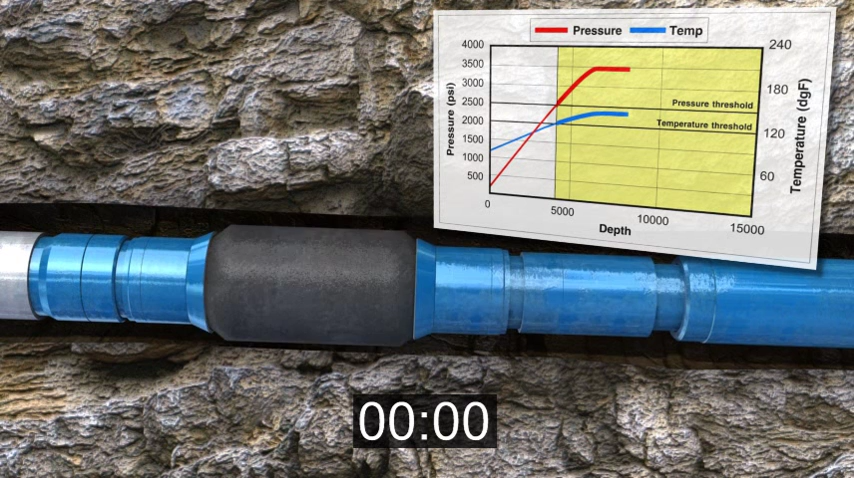 Pressure Temp
4000
3500
3000
2500
2000
1500
1000
500
Pressure (psi)
240
180
120
60
Temperature (dgF)
Pressure threshold
Temperature threshold
0 5000 10000 15000
Depth
00:00